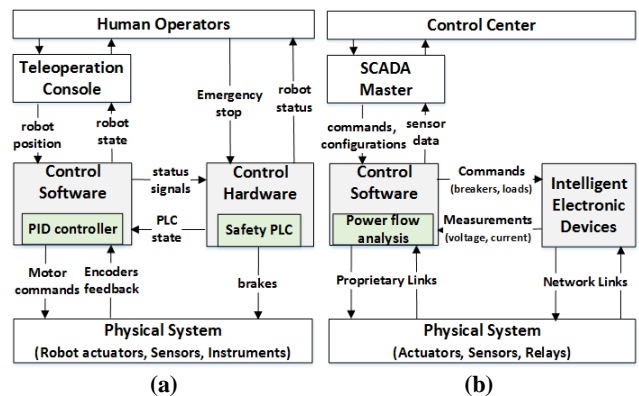 Human Operators
Teleoperation
Console
Emergency
stop
robot
status
robot
position
robot
state
Control
Software
status
signals
Control
Hardware
PID controller
PLC
state
Safety PLC
Motor
commands
Encoders
feedback
brakes
Physical System
(Robot actuators, Sensors, Instruments)
(a)
Control Center
SCADA
Master
commands,
configurations
sensor
data
Control
Software
Commands
(breakers, loads)
Intelligent
Electronic
Devices
Power flow
analysis
Measurements
(voltage, current)
Proprietary Links
Network Links
Physical System
(Actuators, Sensors, Relays)
(b)